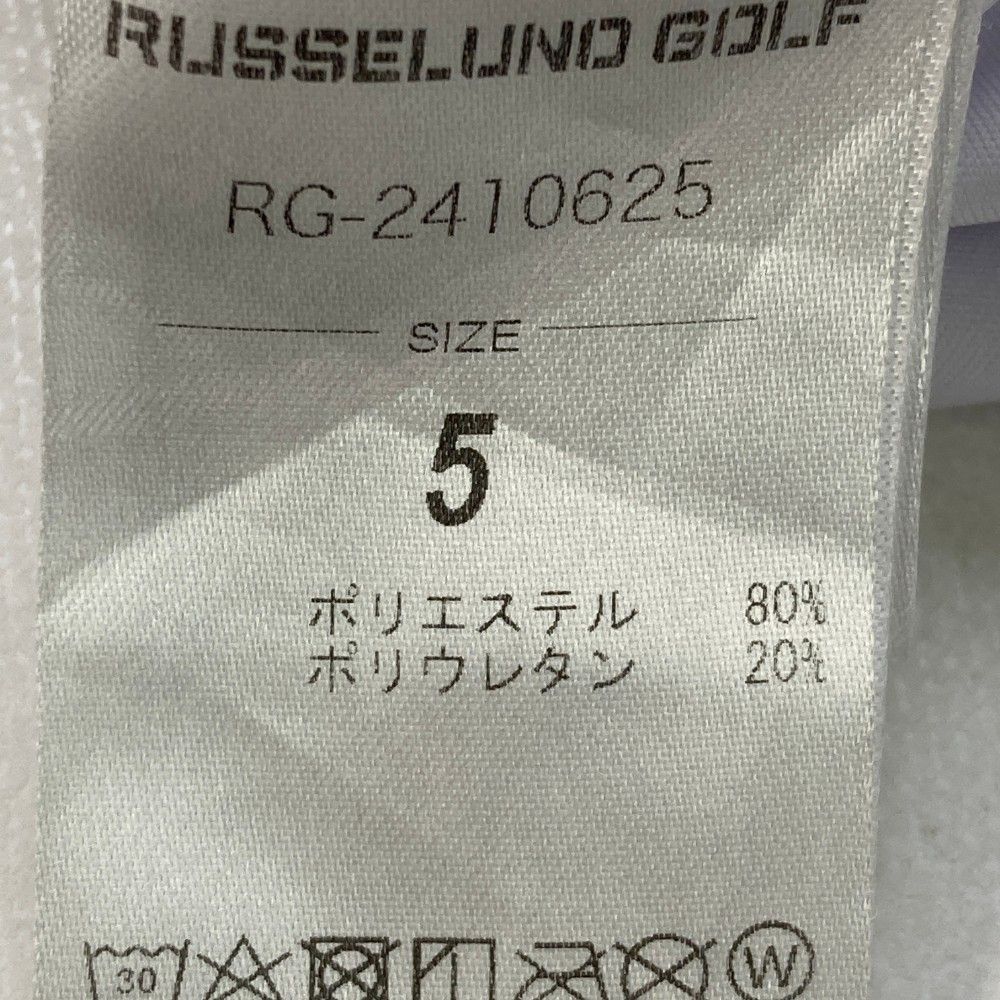 RUSSELUNO GOLF
RG-2410625
SIZE
5
ポリエステル 80%
ポリウレタン 20%
30
W